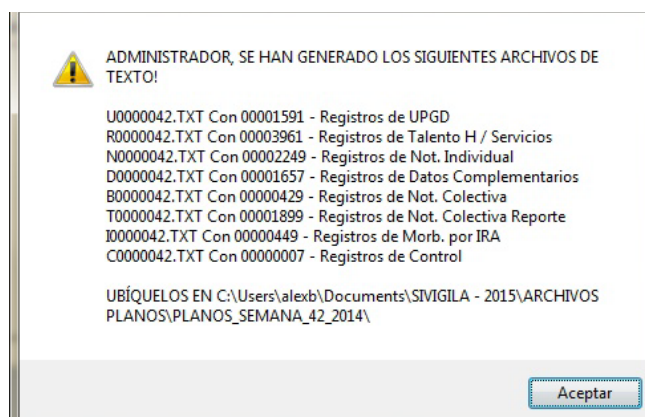 ADMINISTRADOR, SE HAN GENERADO LOS SIGUIENTES ARCHIVOS DE
TEXTO!
U0000042.TXT Con 00001591 - Registros de UPGD
R0000042.TXT Con 00003961 - Registros de Talento H / Servicios
N0000042.TXT Con 00002249 - Registros de Not. Individual
D0000042.TXT Con 00001657 - Registros de Datos Complementarios
B0000042.TXT Con 00000429 - Registros de Not. Colectiva
T0000042.TXT Con 00001899 - Registros de Not. Colectiva Reporte
I0000042.TXT Con 00000449 - Registros de Morb. por IRA
C0000042.TXT Con 00000007 - Registros de Control
UBÍQUELOS EN C:\Users\alexb\Documents\SIVIGILA - 2015\ARCHIVOS
PLANOS\PLANOS_SEMANA_42_2014\
Aceptar